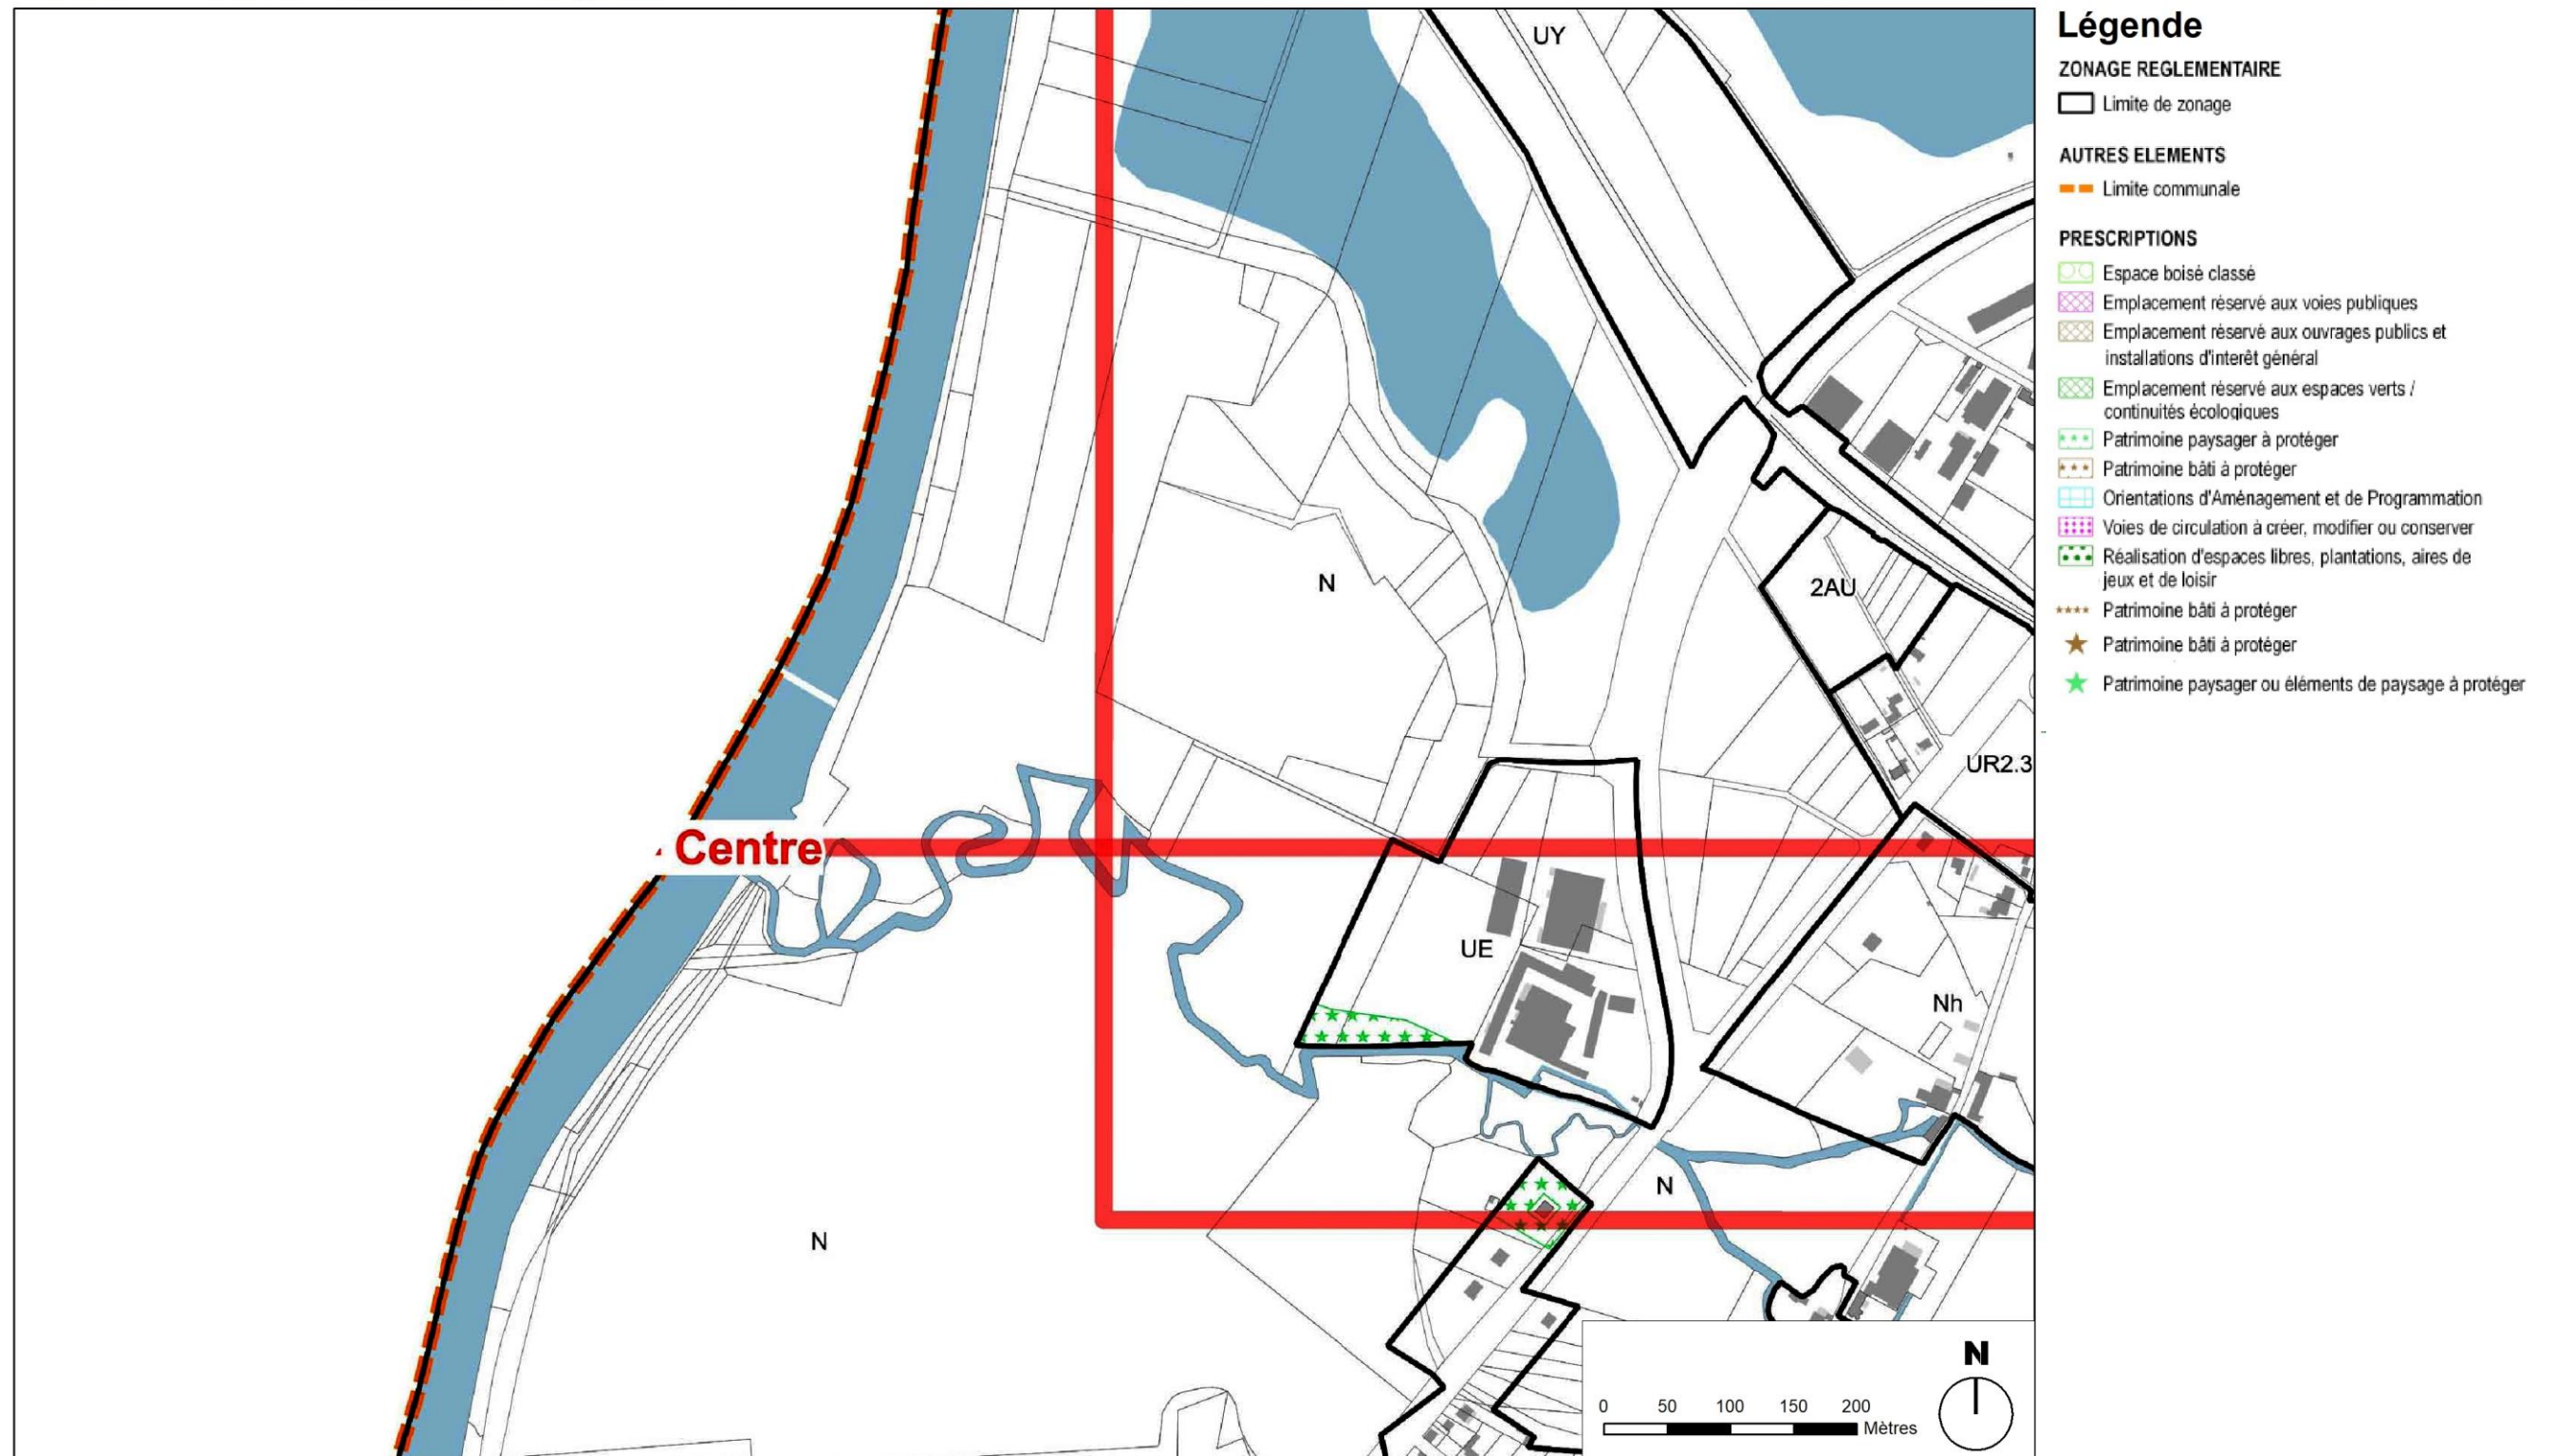 UY
N
2AU
UR2.3
Centre
UE
Nh
N
N
N
0 50 100 150 200
Mètres
Légende
ZONAGE REGLEMENTAIRE
Limite de zonage
AUTRES ELEMENTS
Limite communale
PRESCRIPTIONS
Espace boisé classé
Emplacement réservé aux voies publiques
Emplacement réservé aux ouvrages publics et
installations d'interêt général
Emplacement réservé aux espaces verts /
continuités écologiques
Patrimoine paysager à protéger
Patrimoine bâti à protéger
Orientations d'Aménagement et de Programmation
Voies de circulation à créer, modifier ou conserver
Réalisation d'espaces libres, plantations, aires de
jeux et de loisir
Patrimoine bâti à protéger
Patrimoine bâti à protéger
Patrimoine paysager ou éléments de paysage à protéger